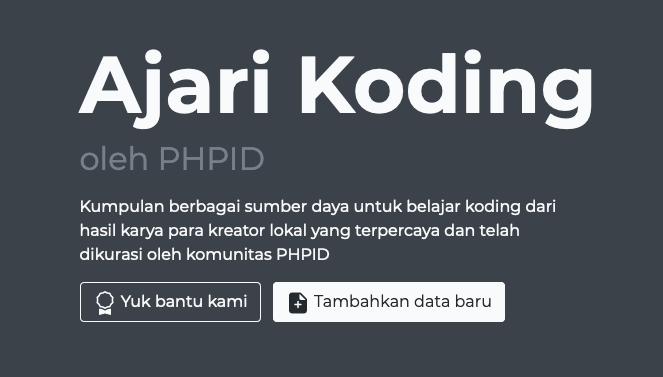 Ajari Koding
oleh PHPID
Kumpulan berbagai sumber daya untuk belajar koding dari
hasil karya para kreator lokal yang terpercaya dan telah
dikurasi oleh komunitas PHPID
Yuk bantu kami
Tambahkan data baru